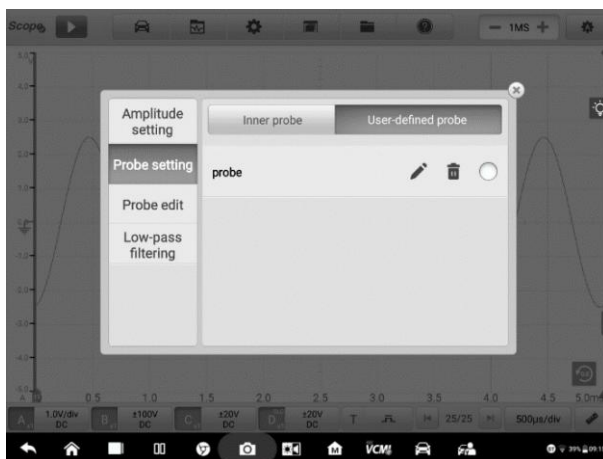 Scope
1MS
Amplitude
setting
Probe setting
Probe edit
Low-pass
filtering
Inner probe
User-defined probe
probe
0.5 1.0 1.5 2.0 2.5 3.0 3.5 4.0 4.5
A
1.0V/div
DC
B
±100V
DC
C
±20V
DC
D
±20V
DC
T
25/25
500µs/div
M
VCMI
39%